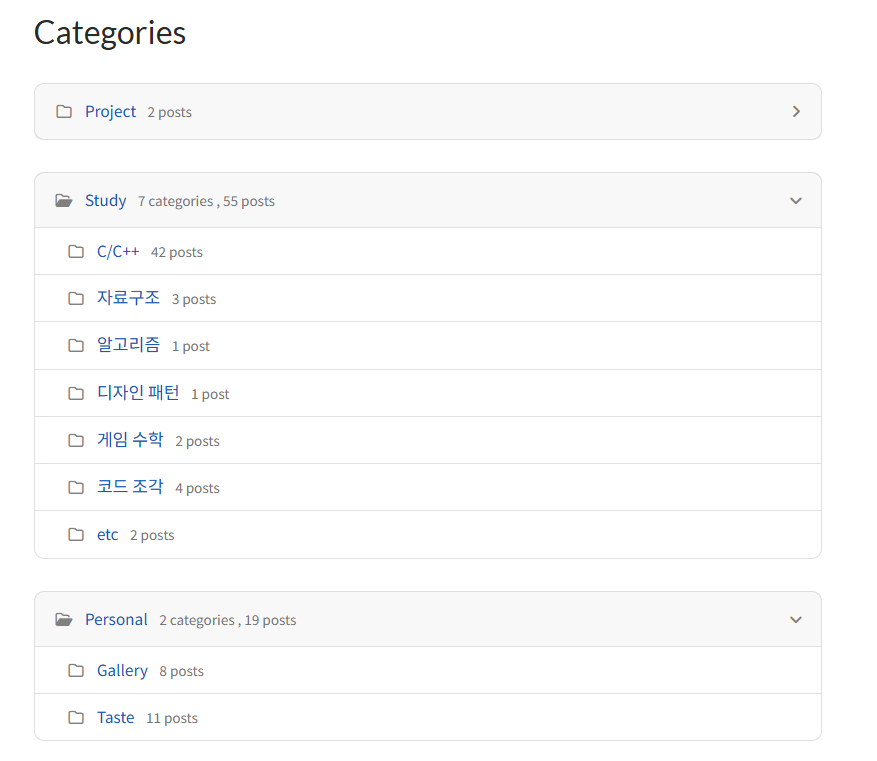 Categories
Project 2 posts
Study 7 categories , 55 posts
C/C++ 42 posts
자료구조 3 posts
알고리즘 1 post
디자인 패턴 1 post
게임 수학 2 posts
코드 조각 4 posts
etc 2 posts
Personal 2 categories , 19 posts
Gallery 8 posts
Taste 11 posts